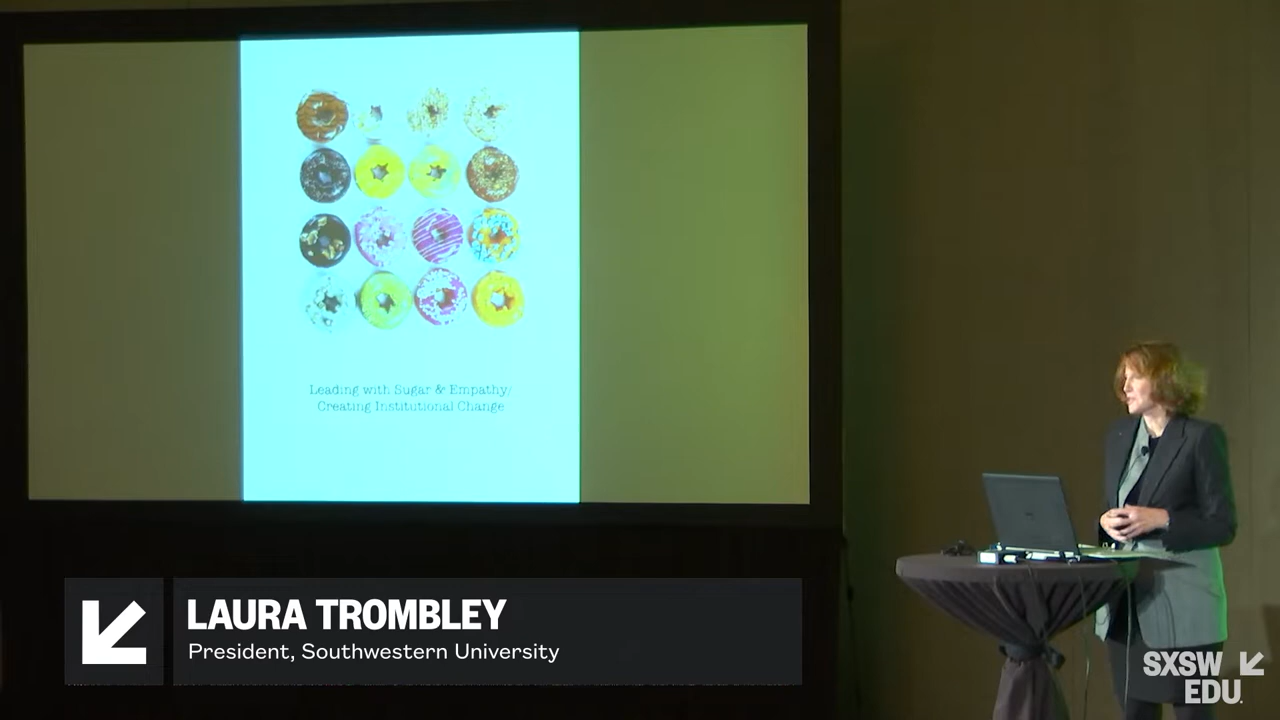 Leading with Sugar & Empathy/
Creating Institutional Change
LAURA TROMBLEY
President, Southwestern University
SXSW
EDU